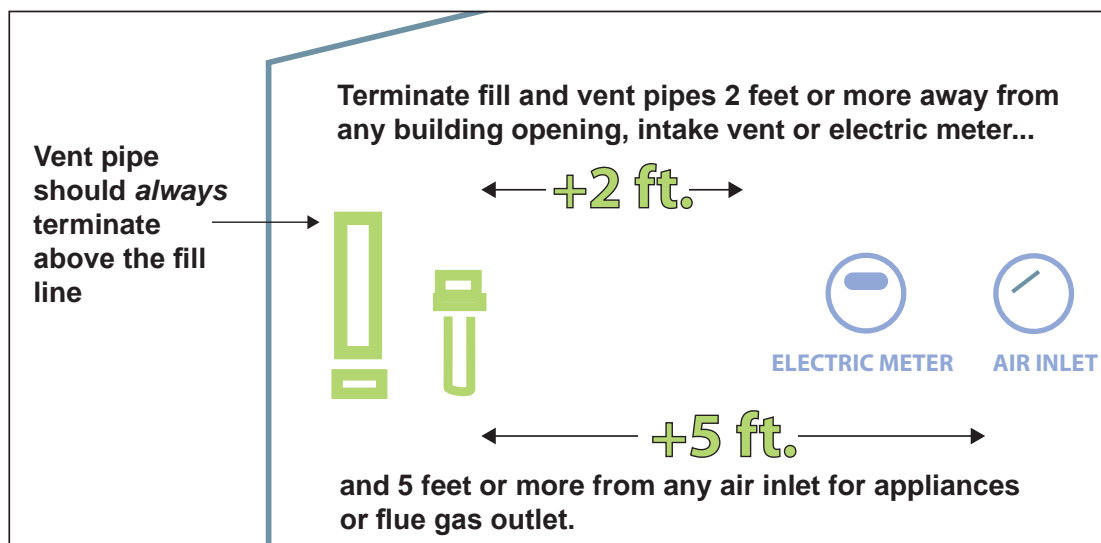 Terminate fill and vent pipes 2 feet or more away from
any building opening, intake vent or electric meter...
Vent pipe
should always
terminate
above the fill
line
+2 ft.
ELECTRIC METER
AIR INLET
+5 ft.
and 5 feet or more from any air inlet for appliances
or flue gas outlet.